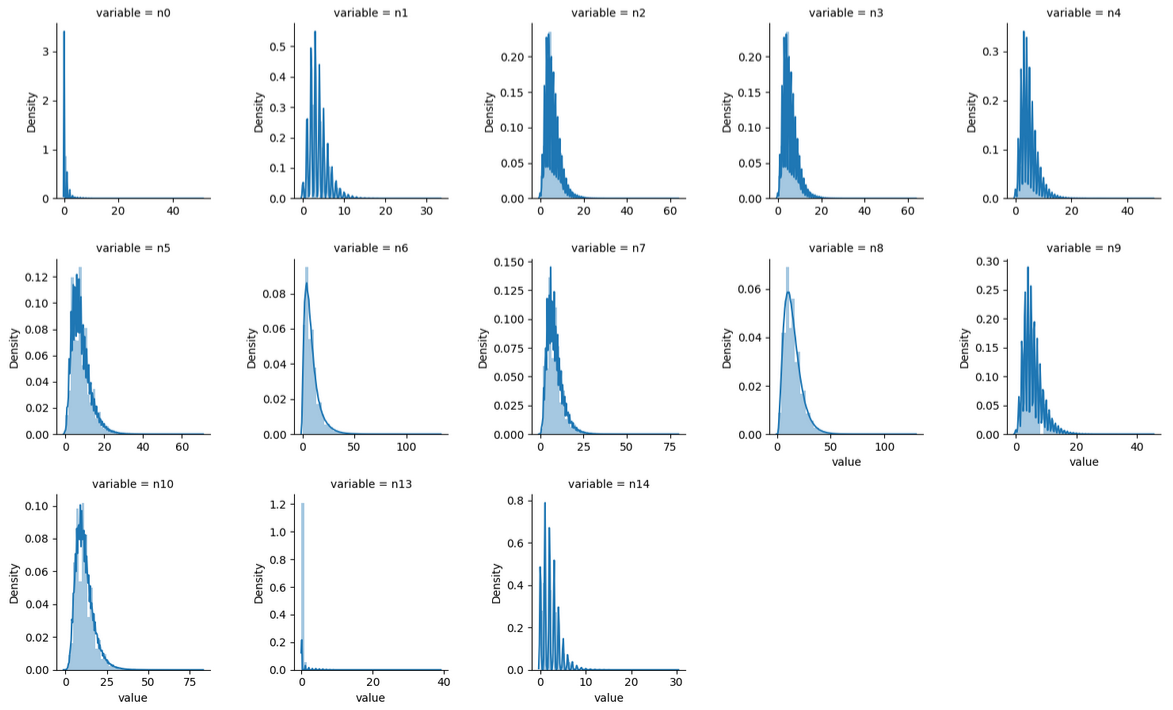 variable = n0
variable = n1
variable = n2
variable = n3
variable = n4
Density
3
2
1
0
0 20 40
Density
0.5
0.4
0.3
0.2
0.1
0.0
0 10 20 30
Density
0.20
0.15
0.10
0.05
0.00
0 20 40 60
Density
0.20
0.15
0.10
0.05
0.00
0 20 40 60
Density
0.3
0.2
0.1
0.0
0 20 40
variable = n5
variable = n6
variable = n7
variable = n8
variable = n9
Density
0.12
0.10
0.08
0.06
0.04
0.02
0.00
0 20 40 60
Density
0.08
0.06
0.04
0.02
0.00
0 50 100
Density
0.150
0.125
0.100
0.075
0.050
0.025
0.000
0 25 50 75
Density
0.06
0.04
0.02
0.00
0 50 100
value
Density
0.30
0.25
0.20
0.15
0.10
0.05
0.00
0 20 40
value
variable = n10
variable = n13
variable = n14
Density
0.10
0.08
0.06
0.04
0.02
0.00
0 25 50 75
value
Density
1.2
1.0
0.8
0.6
0.4
0.2
0.0
0 20 40
value
Density
0.8
0.6
0.4
0.2
0.0
0 10 20 30
value